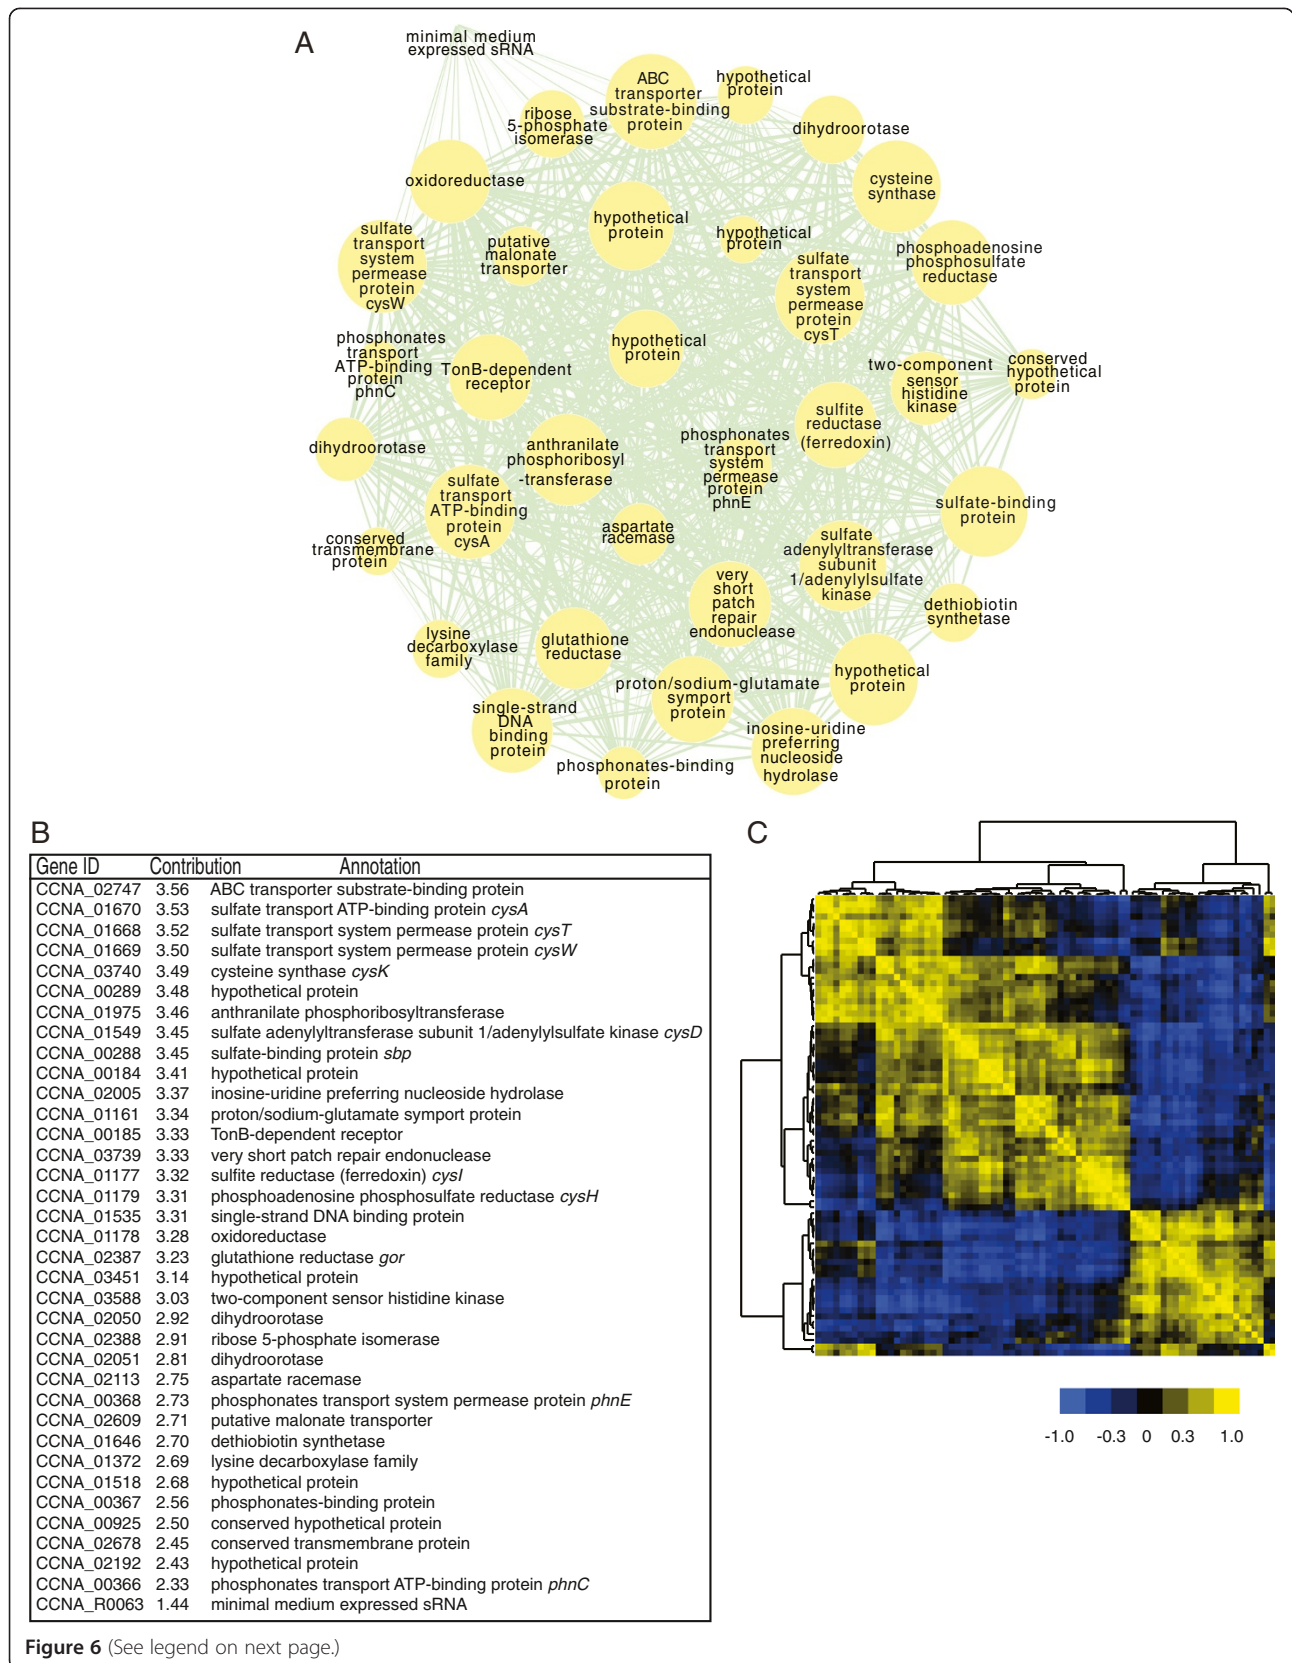 A
minimal medium
expressed sRNA
ABC
transporter
substrate-binding
protein
hypothetical
protein
ribose
5-phosphate
isomerase
dihydroorotase
oxidoreductase
cysteine
synthase
hypothetical
protein
hypothetical
protein
sulfate
transport
system
permease
protein
cysW
putative
malonate
transporter
sulfate
transport
system
permease
protein
cysT
phosphoadenosine
phosphosulfate
reductase
phosphonates
transport
ATP-binding
protein
phnC
TonB-dependent
receptor
hypothetical
protein
two-component
sensor
histidine
kinase
conserved
hypothetical
protein
sulfite
reductase
(ferredoxin)
dihydroorotase
anthranilate
phosphoribosyl
-transferase
phosphonates
transport
system
permease
protein
phnE
sulfate
transport
ATP-binding
protein
cysA
sulfate-binding
protein
conserved
transmembrane
protein
aspartate
racemase
sulfate
adenylyltransferase
subunit
1/adenylylsulfate
kinase
very
short
patch
repair
endonuclease
dethiobiotin
synthetase
lysine
decarboxylase
family
glutathione
reductase
hypothetical
protein
proton/sodium-glutamate
symport
protein
single-strand
DNA
binding
protein
inosine-uridine
preferring
nucleoside
hydrolase
phosphonates-binding
protein
B
Gene ID Contribution Annotation
CCNA_02747 3.56 ABC transporter substrate-binding protein
CCNA_01670 3.53 sulfate transport ATP-binding protein cysA
CCNA_01668 3.52 sulfate transport system permease protein cysT
CCNA_01669 3.50 sulfate transport system permease protein cysW
CCNA_03740 3.49 cysteine synthase cysK
CCNA_00289 3.48 hypothetical protein
CCNA_01975 3.46 anthranilate phosphoribosyltransferase
CCNA_01549 3.45 sulfate adenylyltransferase subunit 1/adenylylsulfate kinase cysD
CCNA_00288 3.45 sulfate-binding protein sbp
CCNA_00184 3.41 hypothetical protein
CCNA_02005 3.37 inosine-uridine preferring nucleoside hydrolase
CCNA_01161 3.34 proton/sodium-glutamate symport protein
CCNA_00185 3.33 TonB-dependent receptor
CCNA_03739 3.33 very short patch repair endonuclease
CCNA_01177 3.32 sulfite reductase (ferredoxin) cysI
CCNA_01179 3.31 phosphoadenosine phosphosulfate reductase cysH
CCNA_01535 3.31 single-strand DNA binding protein
CCNA_01178 3.28 oxidoreductase
CCNA_02387 3.23 glutathione reductase gor
CCNA_03451 3.14 hypothetical protein
CCNA_03588 3.03 two-component sensor histidine kinase
CCNA_02050 2.92 dihydroorotase
CCNA_02388 2.91 ribose 5-phosphate isomerase
CCNA_02051 2.81 dihydroorotase
CCNA_02113 2.75 aspartate racemase
CCNA_00368 2.73 phosphonates transport system permease protein phnE
CCNA_02609 2.71 putative malonate transporter
CCNA_01646 2.70 dethiobiotin synthetase
CCNA_01372 2.69 lysine decarboxylase family
CCNA_01518 2.68 hypothetical protein
CCNA_00367 2.56 phosphonates-binding protein
CCNA_00925 2.50 conserved hypothetical protein
CCNA_02678 2.45 conserved transmembrane protein
CCNA_02192 2.43 hypothetical protein
CCNA_00366 2.33 phosphonates transport ATP-binding protein phnC
CCNA_R0063 1.44 minimal medium expressed sRNA
C
-1.0 -0.3 0 0.3 1.0
Figure 6 (See legend on next page.)